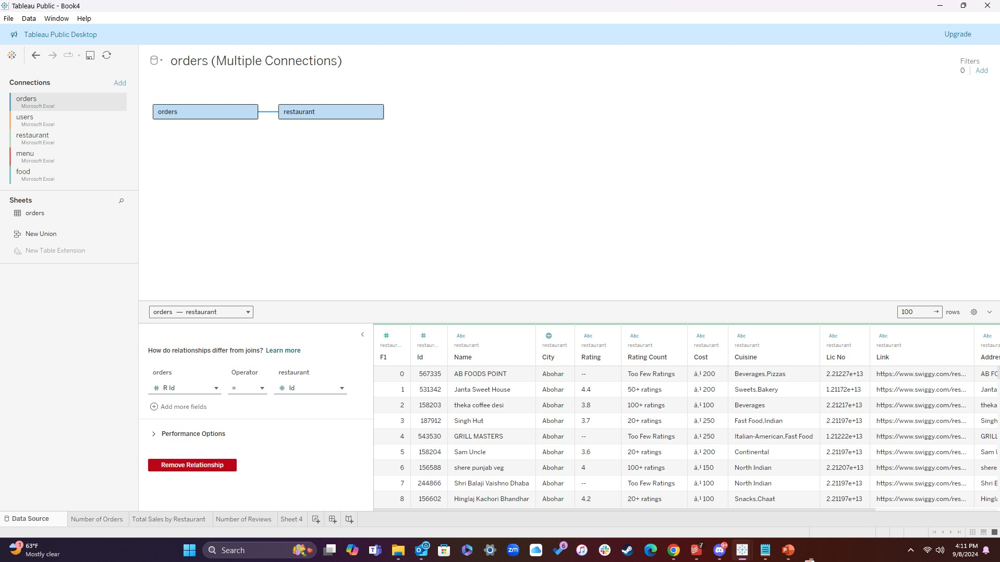 Tableau Public - Book4
File Data Window Help
Tableau Public Desktop
Upgrade
Connections
Add
orders
Microsoft Excel
users
Microsoft Excel
restaurant
Microsoft Excel
menu
Microsoft Excel
food
Microsoft Excel
Sheets
orders
New Union
New Table Extension
orders (Multiple Connections)
Filters
0 Add
orders
restaurant
orders — restaurant
100 → rows
How do relationships differ from joins? Learn more
orders Operator restaurant
# R Id = # Id
Add more fields
Performance Options
Remove Relationship
# # Abc Abc Abc Abc Abc Abc Abc Abc
restaur... restaur... restaurant restaurant restaurant restaurant restaurant restaurant restaurant restaurant restaura
F1 Id Name City Rating Rating Count Cost Cuisine Lic No Link Addres
0 567335 AB FOODS POINT Abohar -- Too Few Ratings â‚¹ 200 Beverages,Pizzas 2.21227e+13 https://www.swiggy.com/res... AB FO
1 531342 Janta Sweet House Abohar 4.4 50+ ratings â‚¹ 200 Sweets,Bakery 1.21172e+13 https://www.swiggy.com/res... Janta
2 158203 theka coffee desi Abohar 3.8 100+ ratings â‚¹ 100 Beverages 2.21217e+13 https://www.swiggy.com/res... theka
3 187912 Singh Hut Abohar 3.7 20+ ratings â‚¹ 250 Fast Food,Indian 2.21197e+13 https://www.swiggy.com/res... Singh
4 543530 GRILL MASTERS Abohar -- Too Few Ratings â‚¹ 250 Italian-American,Fast Food 1.21222e+13 https://www.swiggy.com/res... GRILL
5 158204 Sam Uncle Abohar 3.6 20+ ratings â‚¹ 200 Continental 2.21197e+13 https://www.swiggy.com/res... Sam U
6 156588 shere punjab veg Abohar 4 100+ ratings â‚¹ 150 North Indian 2.21207e+13 https://www.swiggy.com/res... shere
7 244866 Shri Balaji Vaishno Dhaba Abohar -- Too Few Ratings â‚¹ 100 North Indian 2.21197e+13 https://www.swiggy.com/res... Shri B
8 156602 Hinglaj Kachori Bhandhar Abohar 4.2 20+ ratings â‚¹ 100 Snacks,Chaat 2.21197e+13 https://www.swiggy.com/res... Hingla
Data Source Number of Orders Total Sales by Restaurant Number of Reviews Sheet 4
1 63°F
Mostly clear
Search
zm
6
7
9+
4:11 PM
9/8/2024